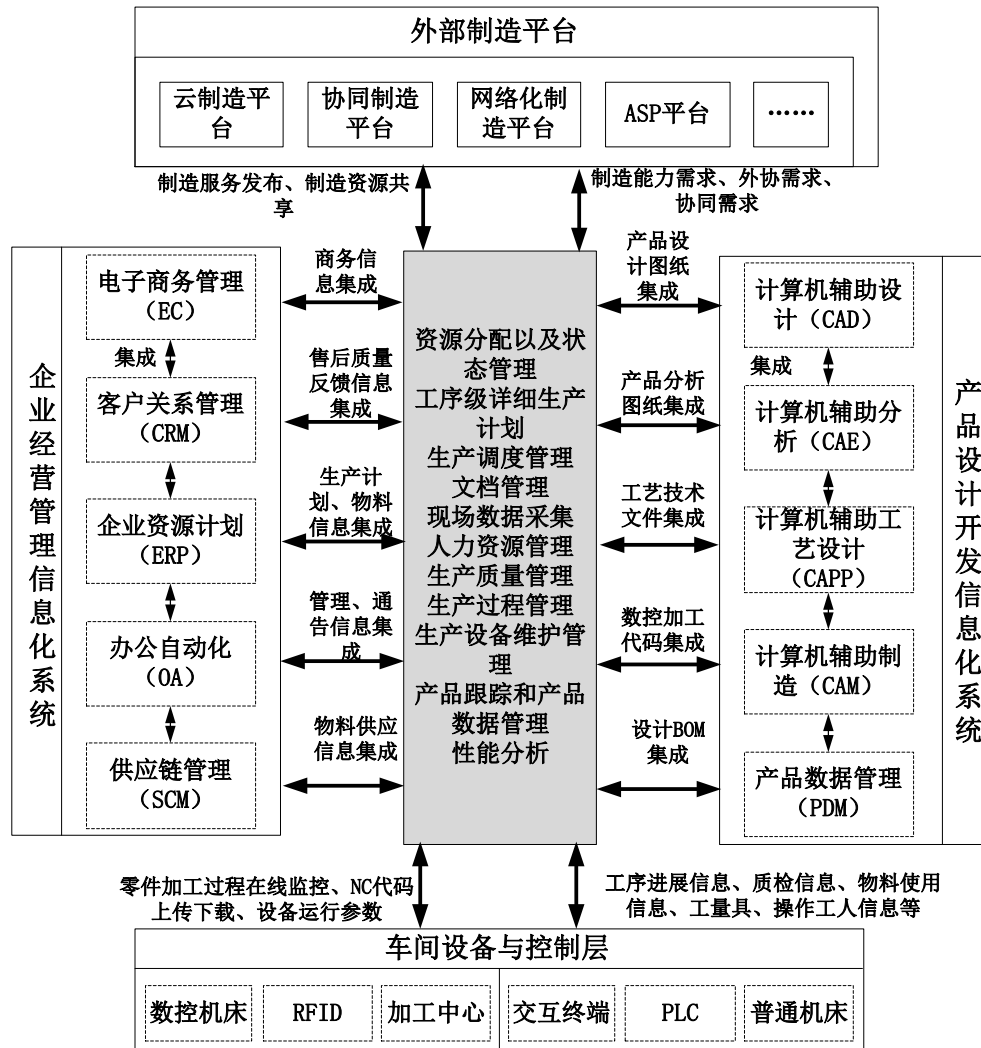 外部制造平台
云制造平
台
协同制造
平台
网络化制
造平台
ASP平台
……
制造服务发布、制造资源共
享
制造能力需求、外协需求、
协同需求
企业经营管理信息化系统
电子商务管理
（EC）
集成
客户关系管理
（CRM）
企业资源计划
（ERP）
办公自动化
（OA）
供应链管理
（SCM）
商务信
息集成
售后质量
反馈信息
集成
生产计
划、物料
信息集成
管理、通
告信息集
成
物料供应
信息集成
资源分配以及状
态管理
工序级详细生产
计划
生产调度管理
文档管理
现场数据采集
人力资源管理
生产质量管理
生产过程管理
生产设备维护管
理
产品跟踪和产品
数据管理
性能分析
产品设
计图纸
集成
产品分析
图纸集成
工艺技术
文件集成
数控加工
代码集成
设计BOM
集成
计算机辅助设
计（CAD）
集成
计算机辅助分
析（CAE）
计算机辅助工
艺设计
（CAPP）
计算机辅助制
造（CAM）
产品数据管理
（PDM）
产品设计开发信息化系统
零件加工过程在线监控、NC代码
上传下载、设备运行参数
工序进展信息、质检信息、物料使用
信息、工量具、操作工人信息等
车间设备与控制层
数控机床
RFID
加工中心
交互终端
PLC
普通机床